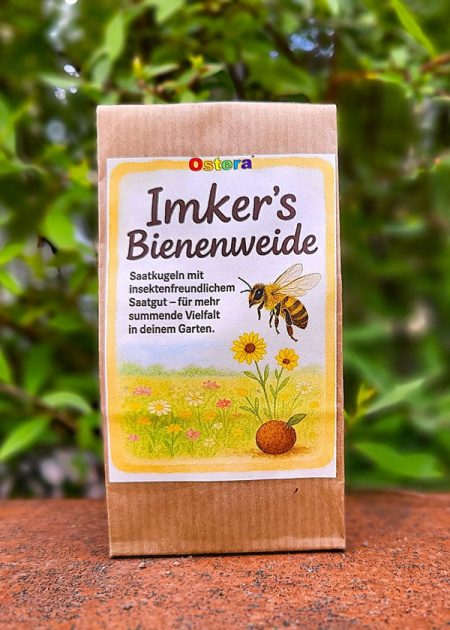 Ostera
Imker's
Bienenweide
Saatkugeln mit
insektenfreundlichem
Saatgut – für mehr
summende Vielfalt
in deinem Garten.